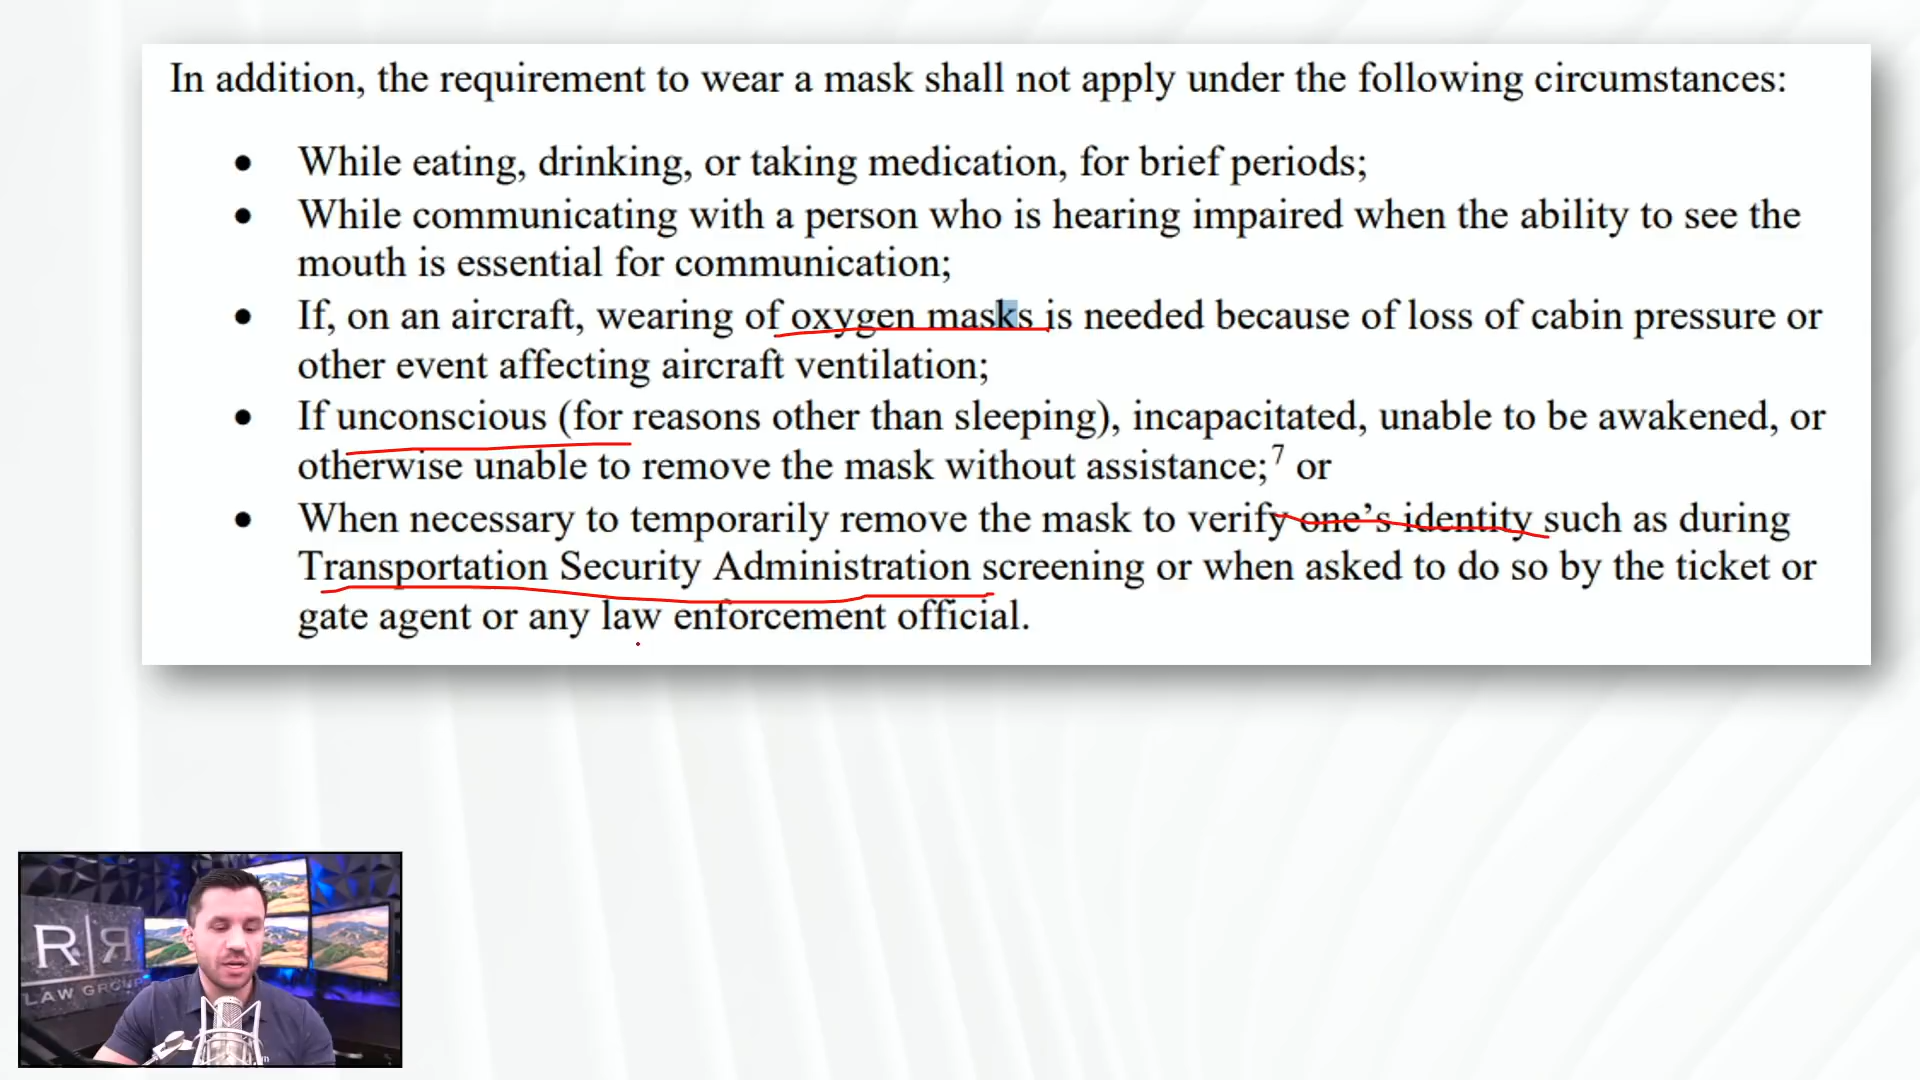 In addition, the requirement to wear a mask shall not apply under the following circumstances:
• While eating, drinking, or taking medication, for brief periods;
• While communicating with a person who is hearing impaired when the ability to see the
mouth is essential for communication;
• If, on an aircraft, wearing of oxygen masks is needed because of loss of cabin pressure or
other event affecting aircraft ventilation;
• If unconscious (for reasons other than sleeping), incapacitated, unable to be awakened, or
otherwise unable to remove the mask without assistance;7 or
• When necessary to temporarily remove the mask to verify one’s identity such as during
Transportation Security Administration screening or when asked to do so by the ticket or
gate agent or any law enforcement official.
R|R
LAW GROUP